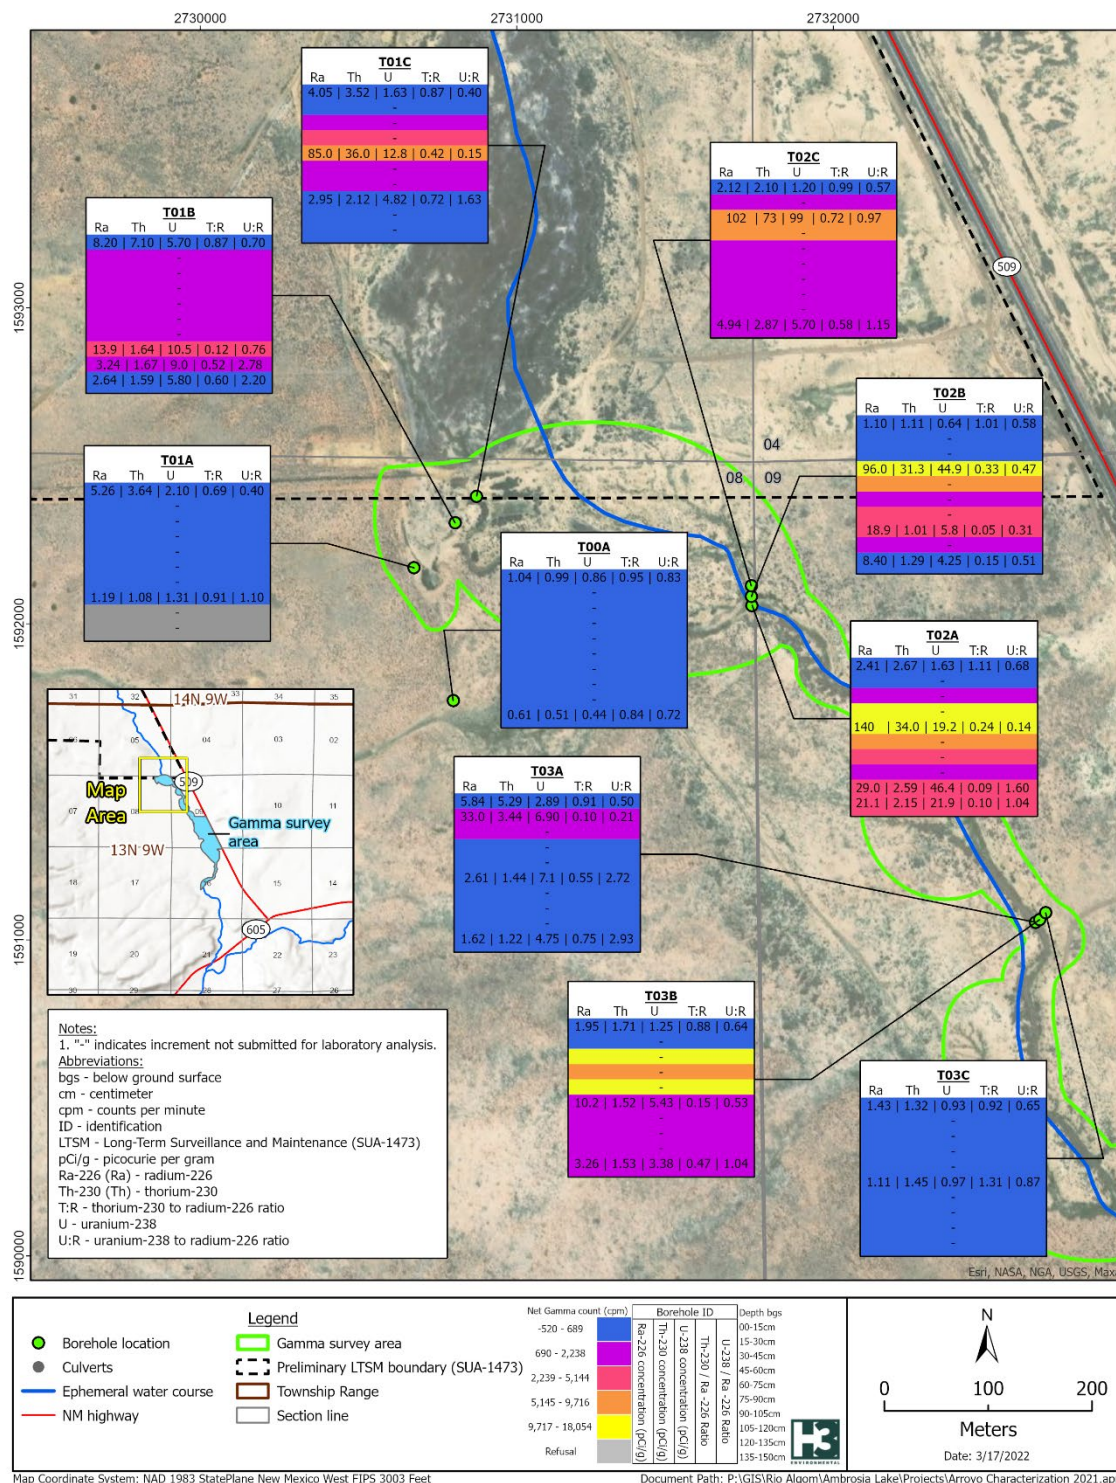 2730000
2731000
2732000
1593000
1592000
1591000
1590000
T01C
Ra Th U T:R U:R
4.05 | 3.52 | 1.63 | 0.87 | 0.40
-
-
-
85.0 | 36.0 | 12.8 | 0.42 | 0.15
-
-
2.95 | 2.12 | 4.82 | 0.72 | 1.63
-
-
T02C
Ra Th U T:R U:R
2.12 | 2.10 | 1.20 | 0.99 | 0.57
-
102 | 73 | 99 | 0.72 | 0.97
-
-
-
-
-
-
4.94 | 2.87 | 5.70 | 0.58 | 1.15
T01B
Ra Th U T:R U:R
8.20 | 7.10 | 5.70 | 0.87 | 0.70
-
-
-
-
-
-
13.9 | 1.64 | 10.5 | 0.12 | 0.76
3.24 | 1.67 | 9.0 | 0.52 | 2.78
2.64 | 1.59 | 5.80 | 0.60 | 2.20
509
T02B
Ra Th U T:R U:R
1.10 | 1.11 | 0.64 | 1.01 | 0.58
-
-
96.0 | 31.3 | 44.9 | 0.33 | 0.47
-
-
-
18.9 | 1.01 | 5.8 | 0.05 | 0.31
-
8.40 | 1.29 | 4.25 | 0.15 | 0.51
04
08 09
T01A
Ra Th U T:R U:R
5.26 | 3.64 | 2.10 | 0.69 | 0.40
-
-
-
-
-
-
1.19 | 1.08 | 1.31 | 0.91 | 1.10
-
-
T00A
Ra Th U T:R U:R
1.04 | 0.99 | 0.86 | 0.95 | 0.83
-
-
-
-
-
-
-
-
0.61 | 0.51 | 0.44 | 0.84 | 0.72
T02A
Ra Th U T:R U:R
2.41 | 2.67 | 1.63 | 1.11 | 0.68
-
-
-
140 | 34.0 | 19.2 | 0.24 | 0.14
-
-
-
29.0 | 2.59 | 46.4 | 0.09 | 1.60
21.1 | 2.15 | 21.9 | 0.10 | 1.04
T03A
Ra Th U T:R U:R
5.84 | 5.29 | 2.89 | 0.91 | 0.50
33.0 | 3.44 | 6.90 | 0.10 | 0.21
-
-
-
2.61 | 1.44 | 7.1 | 0.55 | 2.72
-
-
-
1.62 | 1.22 | 4.75 | 0.75 | 2.93
T03B
Ra Th U T:R U:R
1.95 | 1.71 | 1.25 | 0.88 | 0.64
-
-
-
-
10.2 | 1.52 | 5.43 | 0.15 | 0.53
-
-
-
3.26 | 1.53 | 3.38 | 0.47 | 1.04
T03C
Ra Th U T:R U:R
1.43 | 1.32 | 0.93 | 0.92 | 0.65
-
-
-
-
1.11 | 1.45 | 0.97 | 1.31 | 0.87
-
-
-
-
31 32 14N 9W 33 34 35
05 04 03 02
509
Map
Area
07 08 09 10 11
Gamma survey
area
13N 9W
18 16 15 14
605
19 20 21 22 23
30 29 28 27 26
Notes:
1. "-" indicates increment not submitted for laboratory analysis.
Abbreviations:
bgs - below ground surface
cm - centimeter
cpm - counts per minute
ID - identification
LTSM - Long-Term Surveillance and Maintenance (SUA-1473)
pCi/g - picocurie per gram
Ra-226 (Ra) - radium-226
Th-230 (Th) - thorium-230
T:R - thorium-230 to radium-226 ratio
U - uranium-238
U:R - uranium-238 to radium-226 ratio
Esri, NASA, NGA, USGS, Max
Legend
Borehole location
Culverts
Ephemeral water course
NM highway
Gamma survey area
Preliminary LTSM boundary (SUA-1473)
Township Range
Section line
Net Gamma count (cpm)
-520 - 689
690 - 2,238
2,239 - 5,144
5,145 - 9,716
9,717 - 18,054
Refusal
Borehole ID
Ra-226 concentration (pCi/g)
Th-230 concentration (pCi/g)
U-238 concentration (pCi/g)
Th-230 / Ra -226 Ratio
U-238 / Ra -226 Ratio
Depth bgs
00-15cm
15-30cm
30-45cm
45-60cm
60-75cm
75-90cm
90-105cm
105-120cm
120-135cm
135-150cm
H3
ENVIRONMENTAL
N
0 100 200
Meters
Date: 3/17/2022
Map Coordinate System: NAD 1983 StatePlane New Mexico West FIPS 3003 Feet
Document Path: P:\GIS\Rio Algom\Ambrosia Lake\Projects\Arroyo Characterization 2021.ap